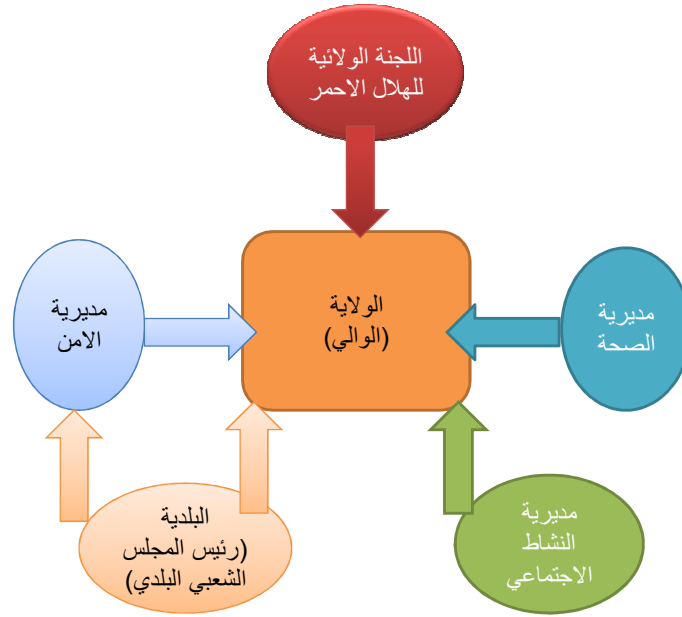 اللجنة الولائية
للهلال الاحمر
الولاية
(الوالي)
مديرية
الصحة
مديرية
الامن
مديرية
النشاط
الاجتماعي
البلدية
(رئيس المجلس
الشعبي البلدي)